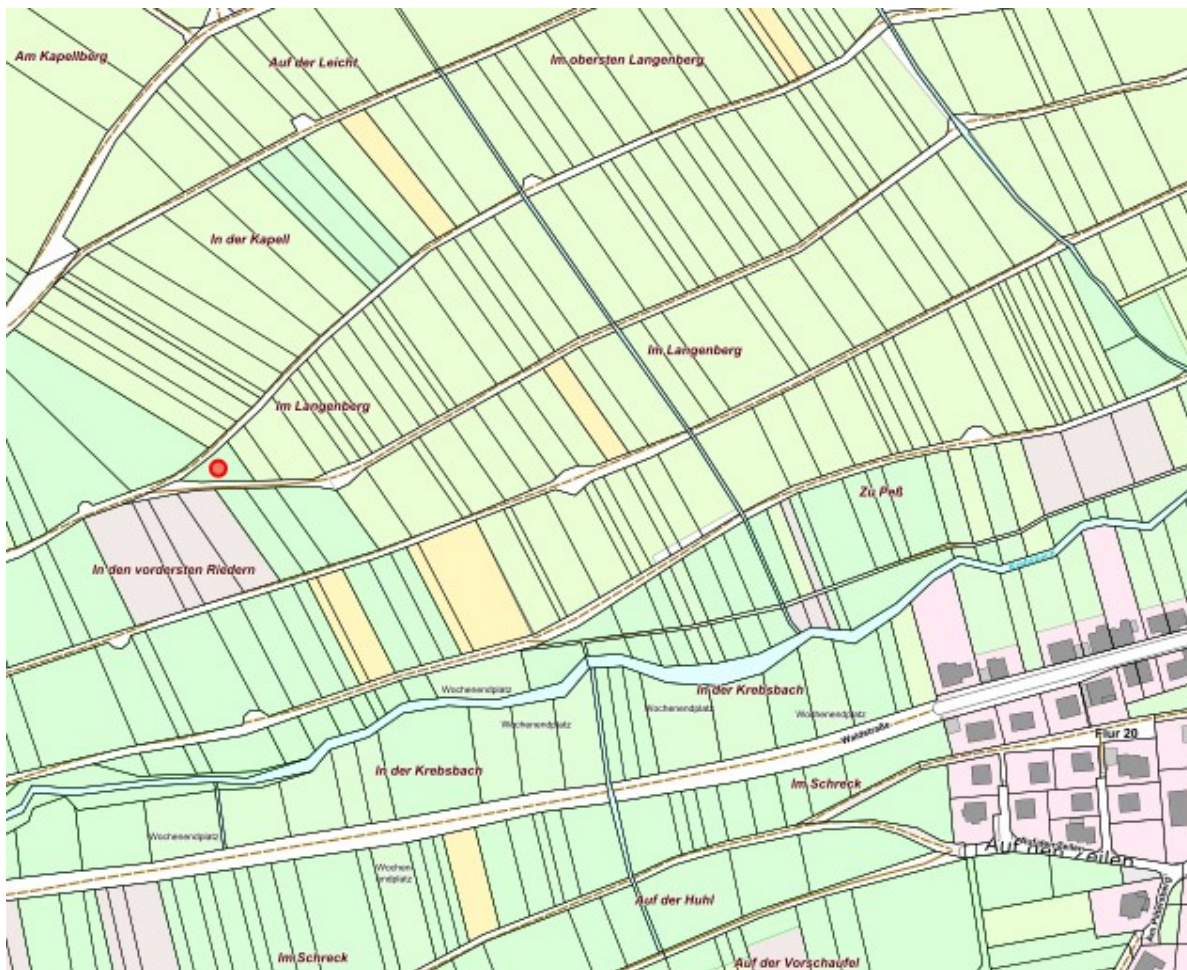 Am Kapellberg
Auf der Leicht
Im obersten Langenberg
In der Kapell
Im Langenberg
Im Langenberg
Zu Peß
In den vordersten Riedern
Wochenendplatz
In der Krebsbach
Wochenendplatz
Wochenendplatz
Wochenendplatz
Waldstraße
Flur 20
In der Krebsbach
Im Schreck
Wochenendplatz
Auf den Zeilen
Wochen-
endplatz
Auf der Huhl
Am Petersberg
Im Schreck
Auf der Vorschaufel